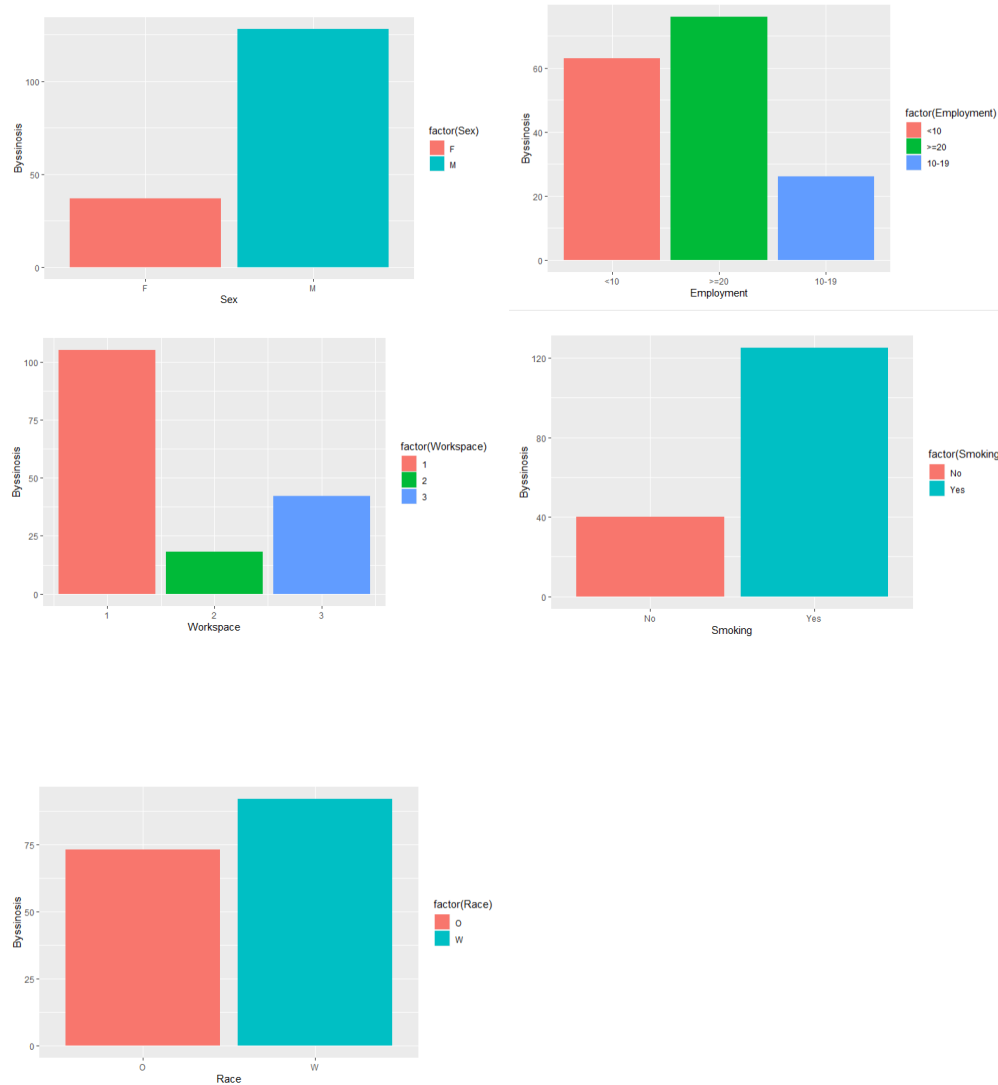 Byssinosis
100
50
0
F
M
Sex
factor(Sex)
F
M
Byssinosis
60
40
20
0
<10
>=20
10-19
Employment
factor(Employment)
<10
>=20
10-19
Byssinosis
100
75
50
25
0
1
2
3
Workspace
factor(Workspace)
1
2
3
Byssinosis
120
80
40
0
No
Yes
Smoking
factor(Smoking
No
Yes
Byssinosis
75
50
25
0
O
W
Race
factor(Race)
O
W